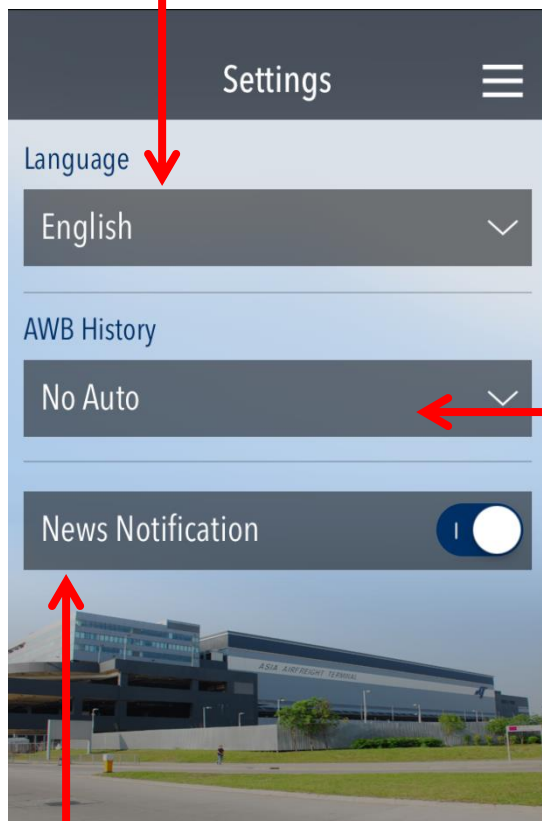 Settings
Language
English
AWB History
No Auto
News Notification
ASIA AIRFREIGHT TERMINAL